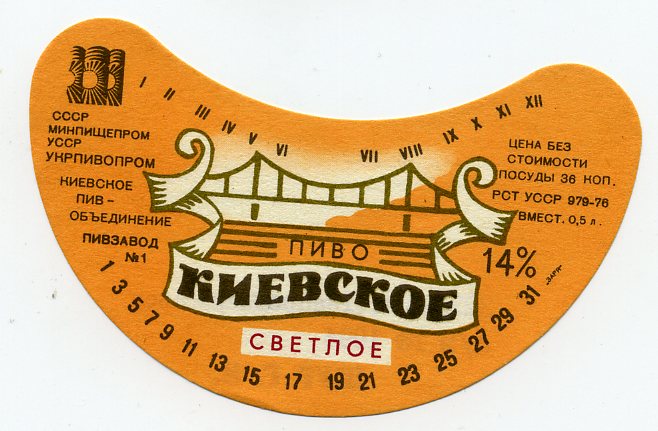 I II III IV V VI VII VIII IX X XI XII
СССР
МИНПИЩЕПРОМ
УССР
УКРПИВОПРОМ
КИЕВСКОЕ
ПИВ-
ОБЪЕДИНЕНИЕ
ПИВЗАВОД
№1
ЦЕНА БЕЗ
СТОИМОСТИ
ПОСУДЫ 36 КОП.
РСТ УССР 979-76
ВМЕСТ. 0,5 л.
14%
ПИВО
КИЕВСКОЕ
СВЕТЛОЕ
1 3 5 7 9 11 13 15 17 19 21 23 25 27 29 31
"ЗАРЯ"